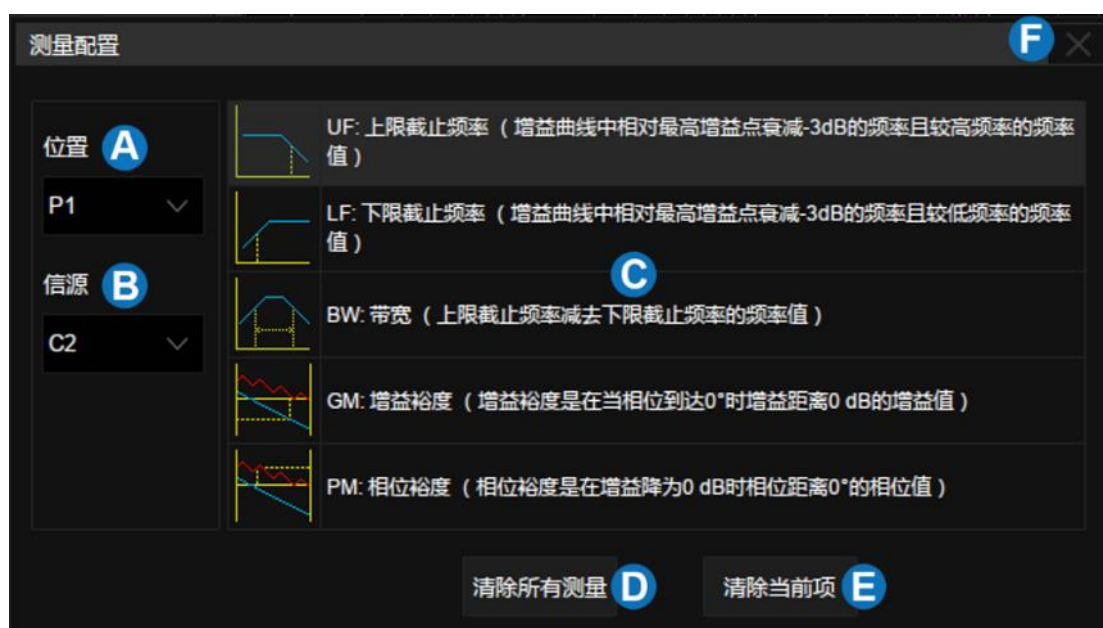 测量配置
F
位置 A
P1
信源 B
C2
UF: 上限截止频率 ( 增益曲线中相对最高增益点衰减-3dB的频率且较高频率的频率
值 )
LF: 下限截止频率 ( 增益曲线中相对最高增益点衰减-3dB的频率且较低频率的频率
值 )
C
BW: 带宽 ( 上限截止频率减去下限截止频率的频率值 )
GM: 增益裕度 ( 增益裕度是在当相位到达0°时增益距离0 dB的增益值 )
PM: 相位裕度 ( 相位裕度是在增益降为0 dB时相位距离0°的相位值 )
清除所有测量 D
清除当前项 E